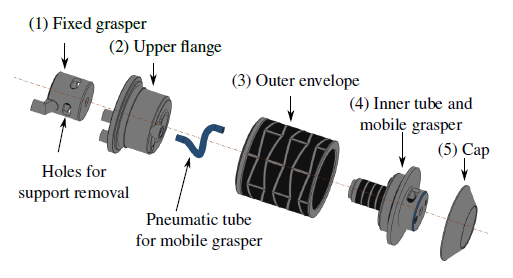 (1) Fixed grasper
(2) Upper flange
(3) Outer envelope
(4) Inner tube and
mobile grasper
(5) Cap
Holes for
support removal
Pneumatic tube
for mobile grasper